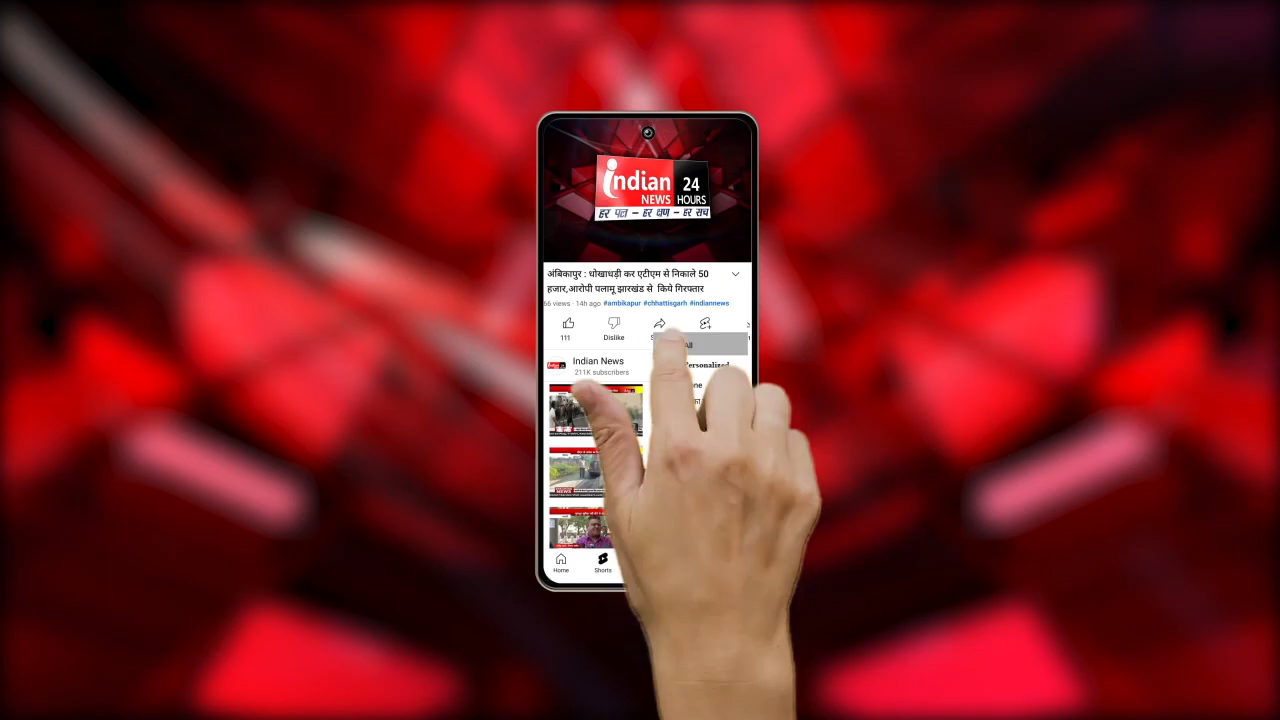 indian
NEWS
24
HOURS
हर पल – हर क्षण – हर सच
अंबिकापुर : धोखाधड़ी कर एटीएम से निकाले 50
हजार,आरोपी पलामू झारखंड से किये गिरफ्तार
66 views · 14h ago #ambikapur #chhattisgarh #indiannews
111
Dislike
All
Indian News
211K subscribers
Personalized
Home
Shorts